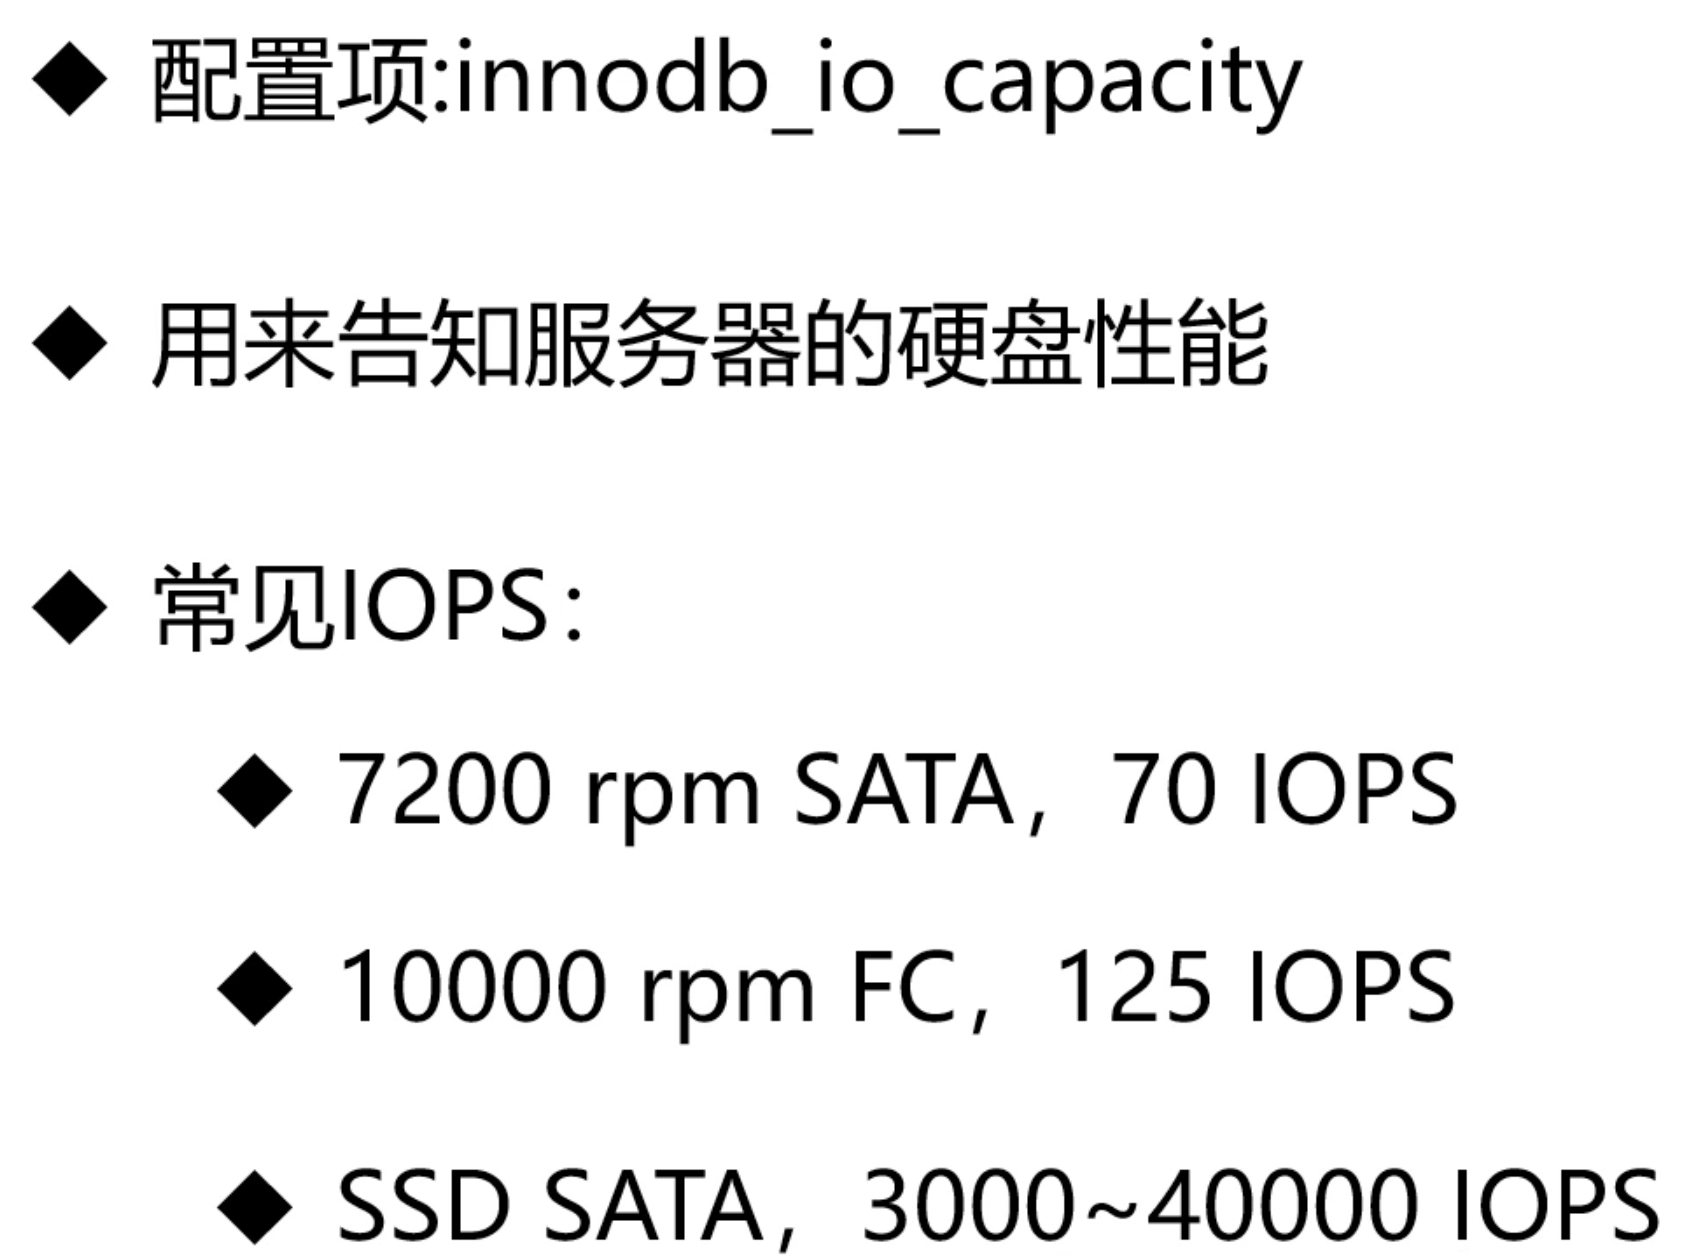 ◆ 配置项:innodb_io_capacity
◆ 用来告知服务器的硬盘性能
◆ 常见IOPS：
◆ 7200 rpm SATA，70 IOPS
◆ 10000 rpm FC，125 IOPS
◆ SSD SATA，3000~40000 IOPS